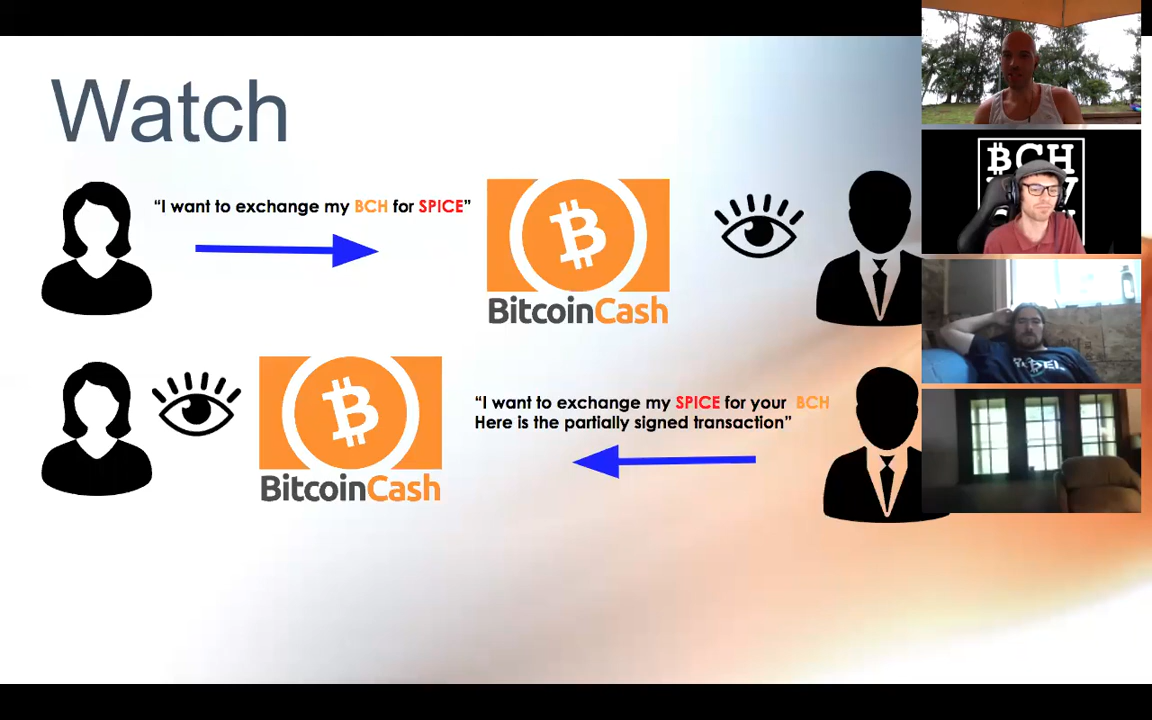 Watch
“I want to exchange my BCH for SPICE”
BitcoinCash
BCH
“I want to exchange my SPICE for your BCH
Here is the partially signed transaction”
BitcoinCash